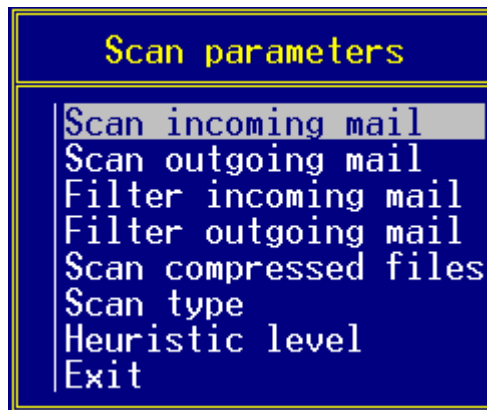 Scan parameters
Scan incoming mail
Scan outgoing mail
Filter incoming mail
Filter outgoing mail
Scan compressed files
Scan type
Heuristic level
Exit